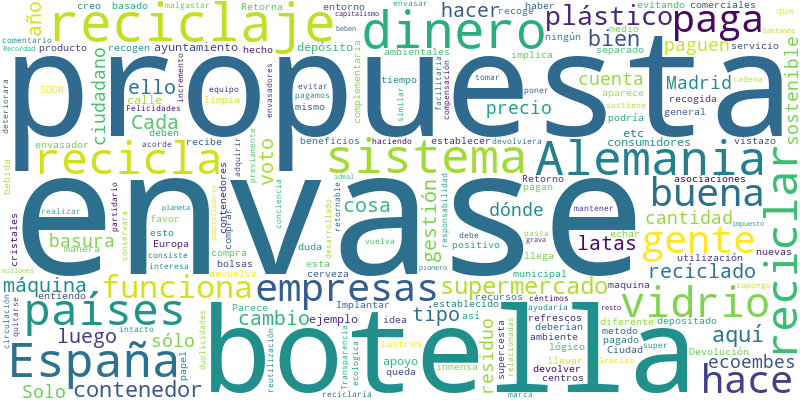 propuesta
envase
botella
reciclaje
dinero
paga
plástico
hacer
bien
paguen
Madrid
cuenta
precio
sistema
Alemania
recicla
reciclar
sostenible
buena
gente
cantidad
vidrio
países
España
empresas
funciona
supermercado
máquina
luego
contenedor
Solo
sólo
cambio
tipo
residuo
latas
reciclado
aquí
ecoembes
hace
dónde
gestión
cosa
voto
basura
Cada
ello
ciudadano
año
creo
basado
malgastar
Retorna
entorno
recoge
haber
evitando
comerciales
que
capitalismo
beben
envasar
comentario
Recordad
recogen
ayuntamiento
hecho
depósito
ningún
medio
servicio
bastante
producto
ambientales
implica
separado
deteriorara
SDDR
equipo
evitar
pagamos
tiempo
tomar
cadena
calle
limpia
Felicidades
incremento
envasadores
mismo
complementaria
similar
facilitaría
compensación
poner
aparece
sostiene
recogida
general
podría
deben
envasador
acorde
recibe
beneficios
haciendo
establecer
devolviera
etc
consumidores
vistazo
bebida
adquirir
previamente
conciencia
ideal
partidario
contenedores
embotelladores
comprar
desarrollado
retornable
responsabilidad
Retorno
pagan
asociaciones
realizar
planeta
conservara
favor
debe
mantener
cristales
esto
Europa
duda
vuelva
positivo
pasta
grava
echar
impuesto
manera
consiste
interesa
compra
esta
llega
municipal
utilización
nuevas
millones
entiendo
devuelve
bolsas
cerveza
pionero
maquina
supongo
circulación
quitarse
intacto
papel
duplicidades
Parece
Implantar
establecido
recursos
céntimos
ayudaría
resto
ejemplo
idea
así
refrescos
deberían
diferente
depositado
metodo
pagado
Ciudad
super
Devolución
Gracias
reutilización
lustros
ecologica
Transparencia
apoyo
queda
inmensa
supercesta
relacionadas
lógico
ambiente
llevar
devolver
centros
reciclaría
marca